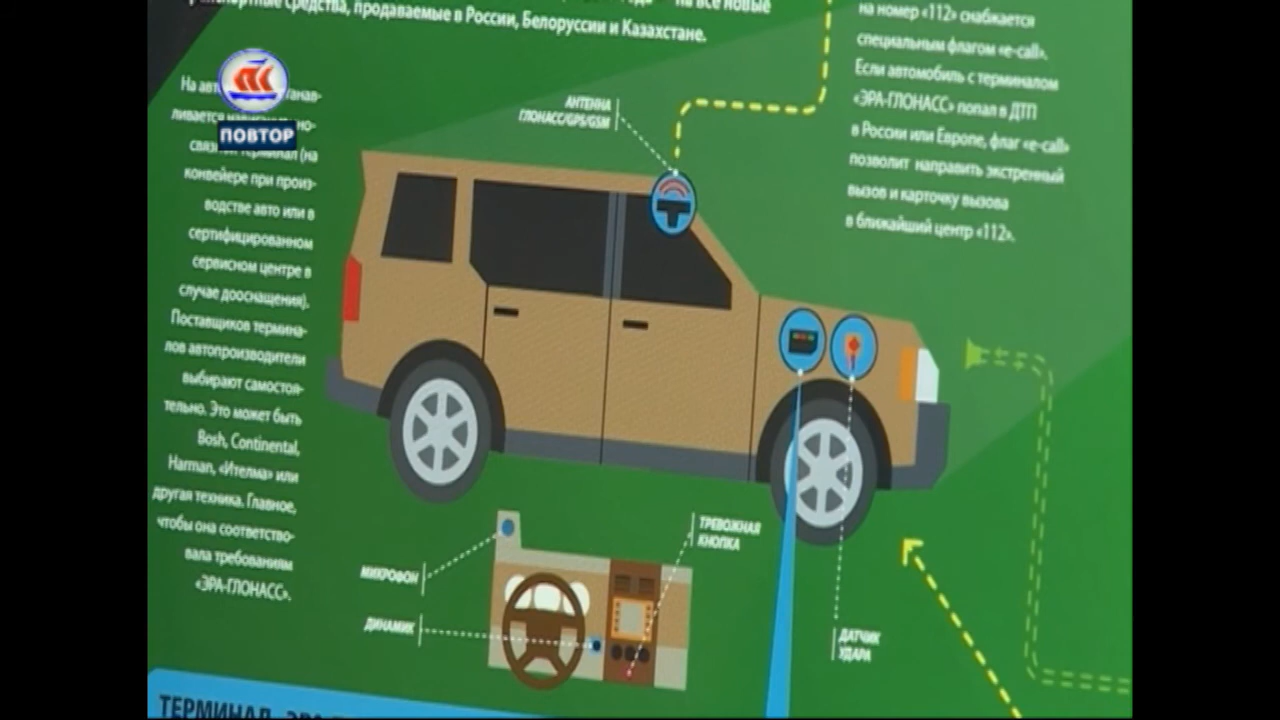 средства, продаваемые в России, Белоруссии и Казахстане.
на все новые
ПОВТОР
На
связной терминал (на
конвейере при произ-
водстве авто или в
сертифицированном
сервисном центре в
случае дооснащения).
Поставщиков термина-
лов автопроизводители
выбирают самостоя-
тельно. Это может быть
Bosh, Continental,
Harman, «Ителма» или
другая техника. Главное,
чтобы она соответство-
вала требованиям
«ЭРА-ГЛОНАСС».
АНТЕННА
ГЛОНАСС/GPS/GSM
на номер «112» снабжается
специальным флагом «e-call».
Если автомобиль с терминалом
«ЭРА-ГЛОНАСС» попал в ДТП
в России или Европе, флаг «e-call»
позволит направить экстренный
вызов и карточку вызова
в ближайший центр «112».
МИКРОФОН
ДИНАМИК
ТРЕВОЖНАЯ
КНОПКА
ДАТЧИК
УДАРА
ТЕРМИНАЛ